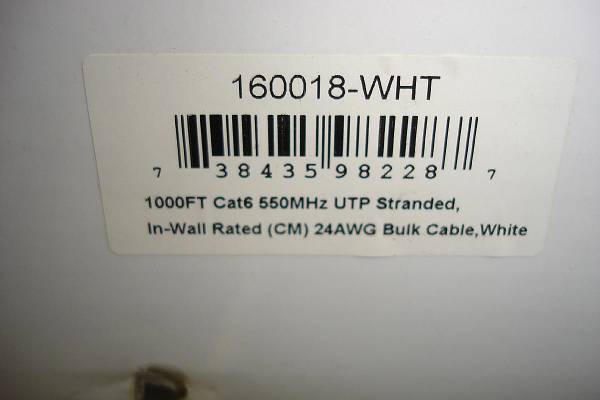 160018-WHT
7 38435 98228 7
1000FT Cat6 550MHz UTP Stranded,
In-Wall Rated (CM) 24AWG Bulk Cable,White